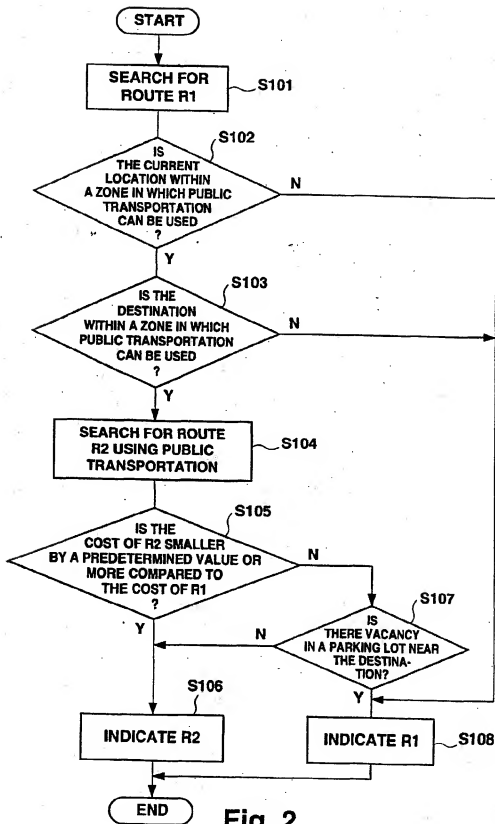 START
SEARCH FOR
ROUTE R1
S101
S102
IS
THE CURRENT
LOCATION WITHIN
A ZONE IN WHICH PUBLIC
TRANSPORTATION
CAN BE USED
?
N
Y
S103
IS THE
DESTINATION
WITHIN A ZONE IN WHICH
PUBLIC TRANSPORTATION
CAN BE USED
?
N
Y
SEARCH FOR ROUTE
R2 USING PUBLIC
TRANSPORTATION
S104
S105
IS THE
COST OF R2 SMALLER
BY A PREDETERMINED VALUE OR
MORE COMPARED TO
THE COST OF R1
?
N
Y
S107
IS
THERE VACANCY
IN A PARKING LOT NEAR
THE DESTINA-
TION?
N
Y
S106
INDICATE R2
INDICATE R1
S108
END
Fig. 2